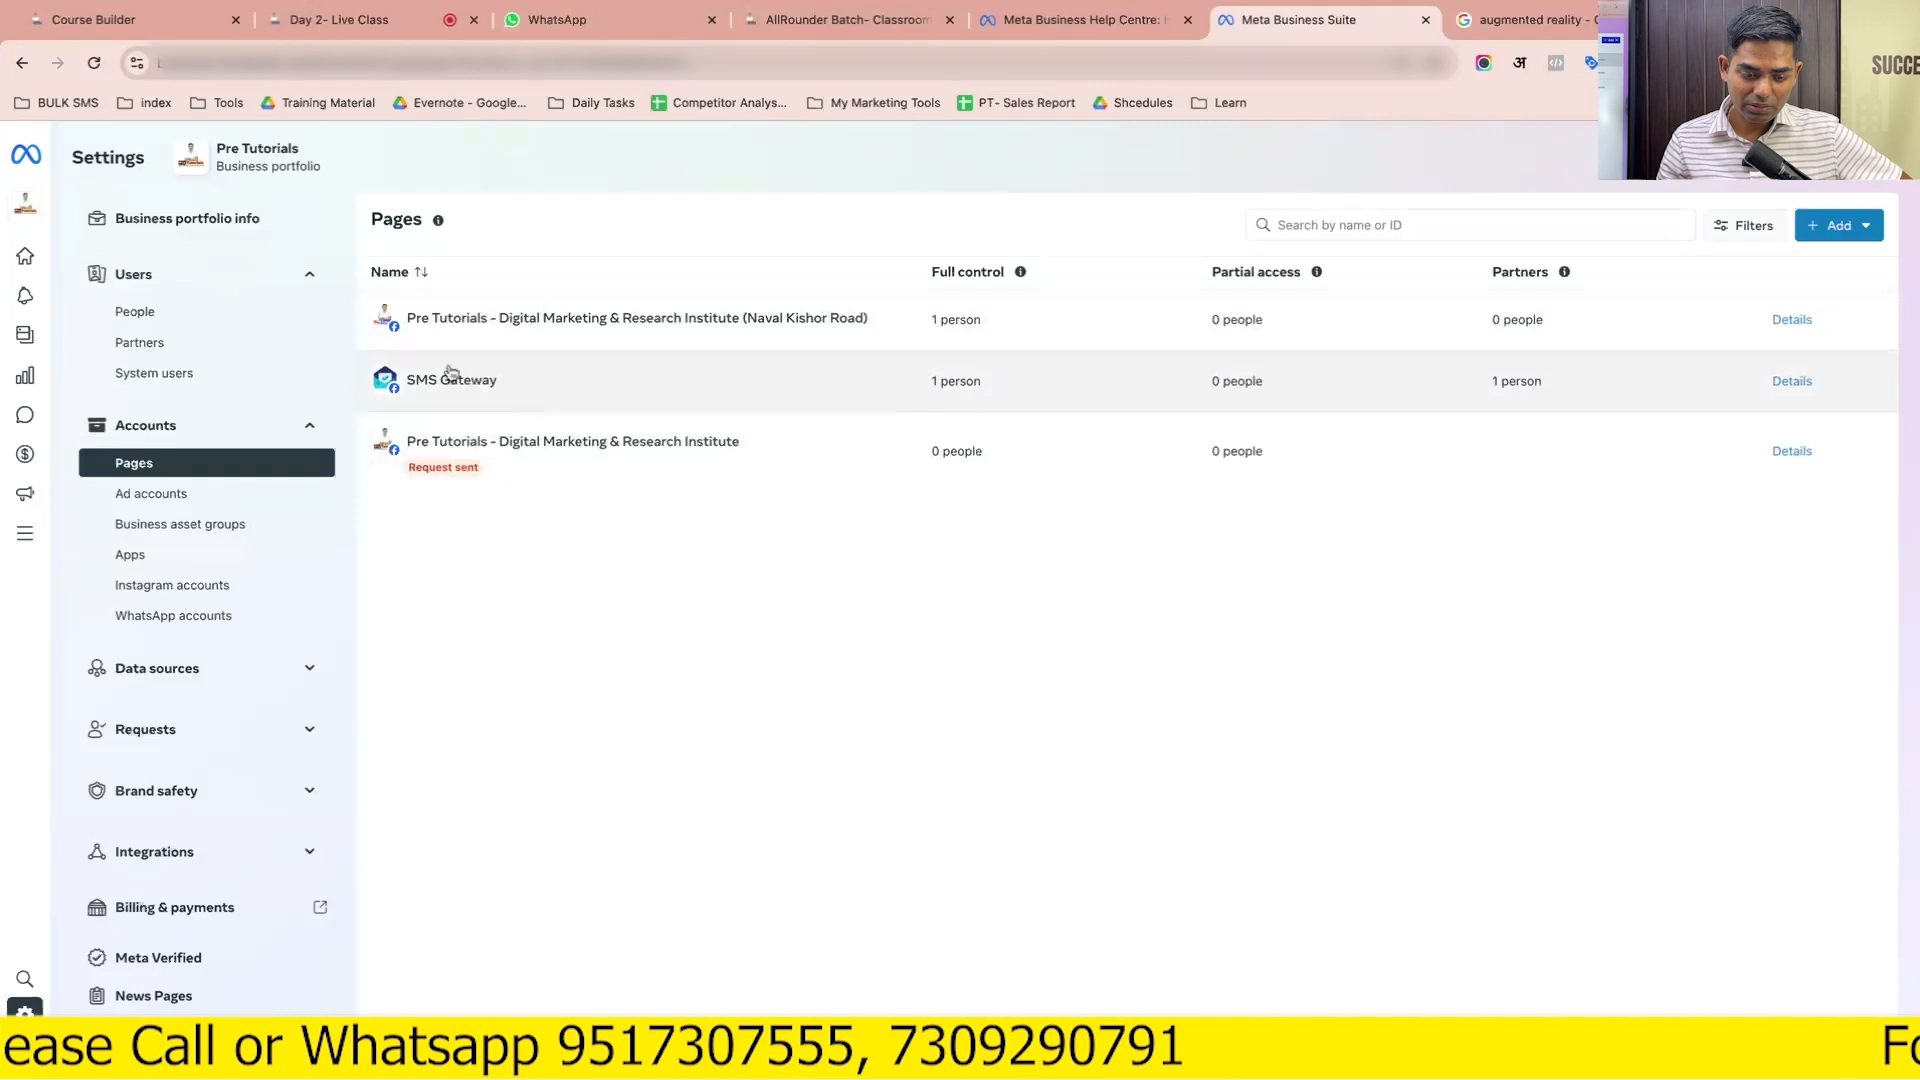 Course Builder
Day 2- Live Class
WhatsApp
AllRounder Batch- Classroom
Meta Business Help Centre:
Meta Business Suite
augmented reality -
SUCCE
अ
BULK SMS
index
Tools
Training Material
Evernote - Google...
Daily Tasks
Competitor Analys...
My Marketing Tools
PT- Sales Report
Shcedules
Learn
Settings
Pre Tutorials
Business portfolio
Business portfolio info
Users
People
Partners
System users
Accounts
Pages
Ad accounts
Business asset groups
Apps
Instagram accounts
WhatsApp accounts
Data sources
Requests
Brand safety
Integrations
Billing & payments
Meta Verified
News Pages
Pages
Search by name or ID
Filters
+ Add
Name
Full control
Partial access
Partners
Pre Tutorials - Digital Marketing & Research Institute (Naval Kishor Road)
1 person
0 people
0 people
Details
SMS Gateway
1 person
0 people
1 person
Details
Pre Tutorials - Digital Marketing & Research Institute
Request sent
0 people
0 people
Details
ease Call or Whatsapp 9517307555, 7309290791
Fo